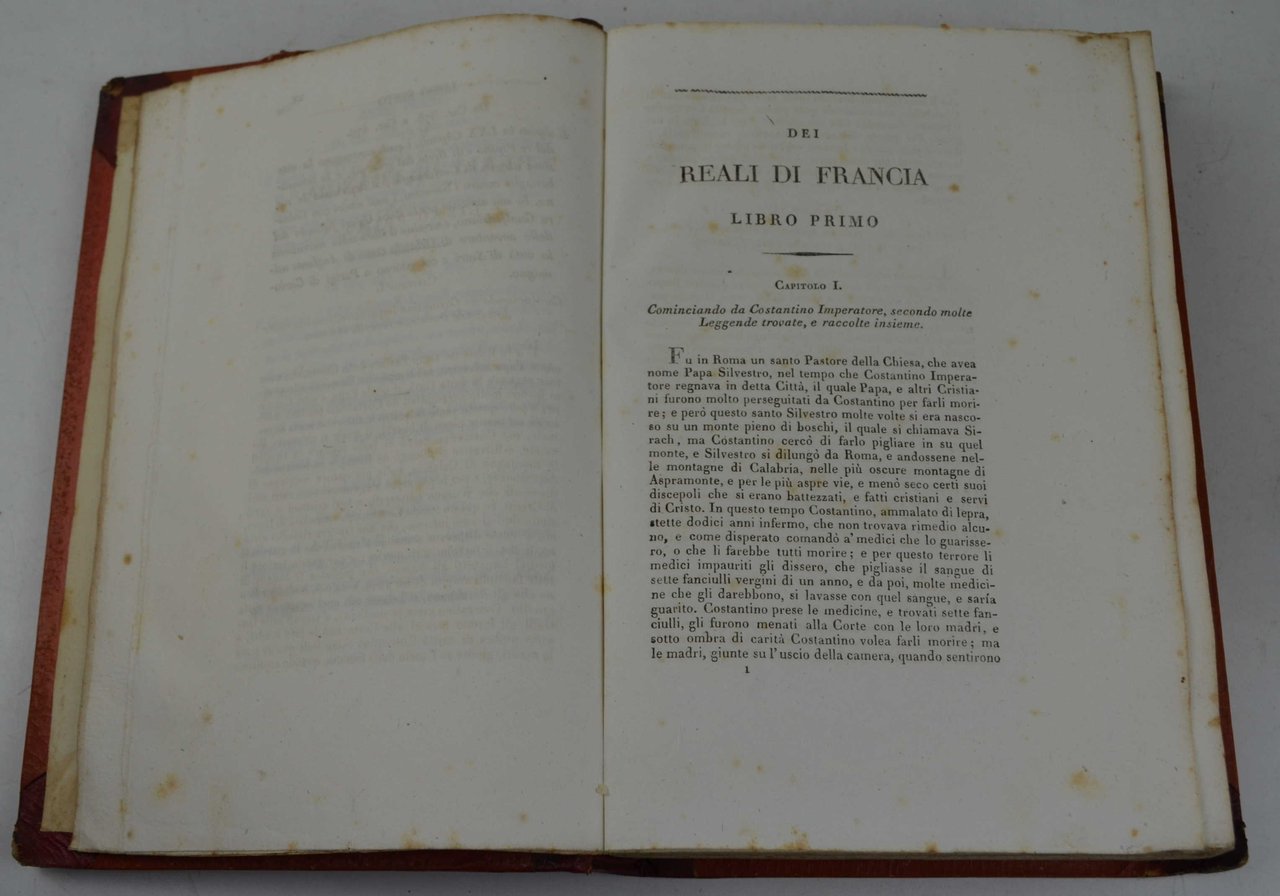 DEI
REALI DI FRANCIA
LIBRO PRIMO
Capitolo I.
Cominciando da Costantino Imperatore, secondo molte
Leggende trovate, e raccolte insieme.
Fu in Roma un santo Pastore della Chiesa, che avea
nome Papa Silvestro, nel tempo che Costantino Impera-
tore regnava in detta Città, il quale Papa, e altri Cristia-
ni furono molto perseguitati da Costantino per farli mori-
re; e però questo santo Silvestro molte volte si era nasco-
so su un monte pieno di boschi, il quale si chiamava Si-
rach, ma Costantino cercò di farlo pigliare in su quel
monte, e Silvestro si dilungò da Roma, e andossene nel-
le montagne di Calabria, nelle più oscure montagne di
Aspramonte, e per le più aspre vie, e menò seco certi suoi
discepoli che si erano battezzati, e fatti cristiani e servi
di Cristo. In questo tempo Costantino, ammalato di lepra,
stette dodici anni infermo, che non trovava rimedio alcu-
no, e come disperato comandò a' medici che lo guarisse-
ro, o che li farebbe tutti morire; e per questo terrore li
medici impauriti gli dissero, che pigliasse il sangue di
sette fanciulli vergini di un anno, e da poi, molte medici-
ne che gli darebbono, si lavasse con quel sangue, e saría
guarito. Costantino prese le medicine, e trovati sette fan-
ciulli, gli furono menati alla Corte con le loro madri, e
sotto ombra di carità Costantino volea farli morire; ma
le madri, giunte su l'uscio della camera, quando sentirono
1